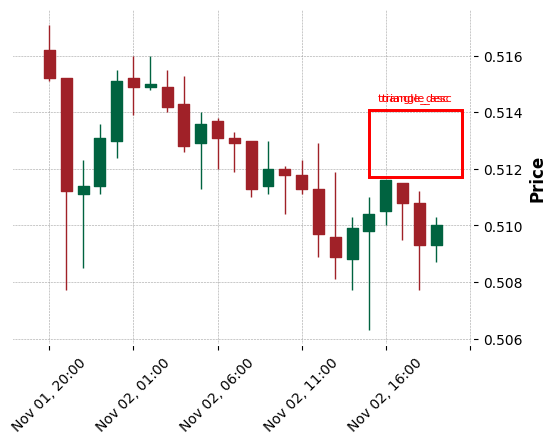 0.516
0.514
0.512
0.510
0.508
0.506
Price
Nov 01, 20:00
Nov 02, 01:00
Nov 02, 06:00
Nov 02, 11:00
Nov 02, 16:00